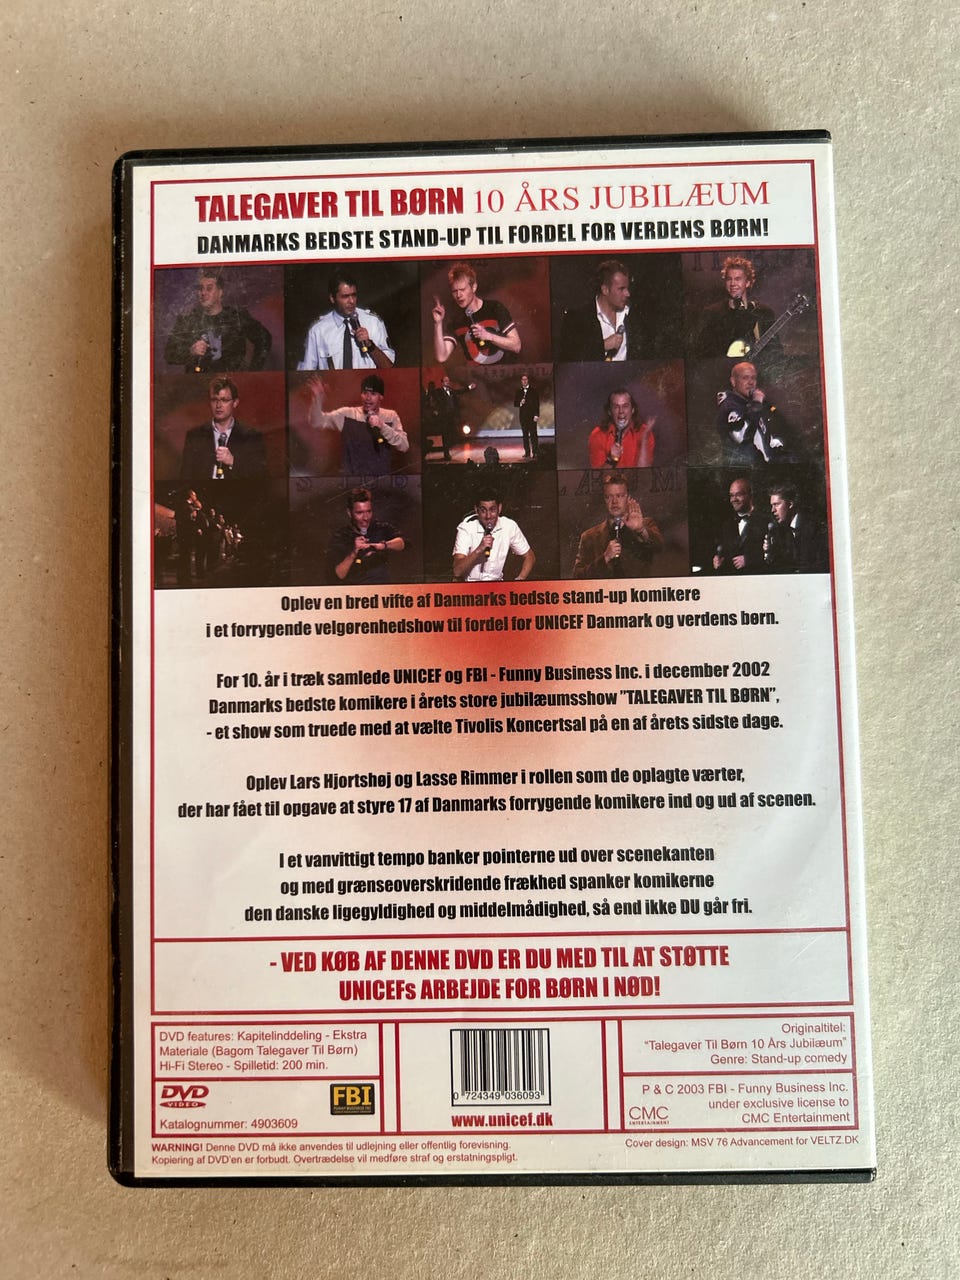 TALEGAVER TIL BØRN 10 ÅRS JUBILÆUM
DANMARKS BEDSTE STAND-UP TIL FORDEL FOR VERDENS BØRN!
Oplev en bred vifte af Danmarks bedste stand-up komikere
i et forrygende velgørenhedshow til fordel for UNICEF Danmark og verdens børn.
For 10. år i træk samlede UNICEF og FBI - Funny Business Inc. i december 2002
Danmarks bedste komikere i årets store jubilæumsshow ”TALEGAVER TIL BØRN”,
- et show som truede med at vælte Tivolis Koncertsal på en af årets sidste dage.
Oplev Lars Hjortshøj og Lasse Rimmer i rollen som de oplagte værter,
der har fået til opgave at styre 17 af Danmarks forrygende komikere ind og ud af scenen.
I et vanvittigt tempo banker pointerne ud over scenekanten
og med grænseoverskridende frækhed spanker komikerne
den danske ligegyldighed og middelmådighed, så end ikke DU går fri.
- VED KØB AF DENNE DVD ER DU MED TIL AT STØTTE
UNICEFs ARBEJDE FOR BØRN I NØD!
DVD features: Kapitelinddeling - Ekstra
Materiale (Bagom Talegaver Til Børn)
Hi-Fi Stereo - Spilletid: 200 min.
DVD
VIDEO
FBI
FUNNY BUSINESS INC
Katalognummer: 4903609
0 724349 036093
www.unicef.dk
Originaltitel:
“Talegaver Til Børn 10 Års Jubilæum”
Genre: Stand-up comedy
P & C 2003 FBI - Funny Business Inc.
under exclusive license to
CMC Entertainment
CMC
ENTERTAINMENT
WARNING! Denne DVD må ikke anvendes til udlejning eller offentlig forevisning.
Kopiering af DVD'en er forbudt. Overtrædelse vil medføre straf og erstatningspligt.
Cover design: MSV 76 Advancement for VELTZ.DK